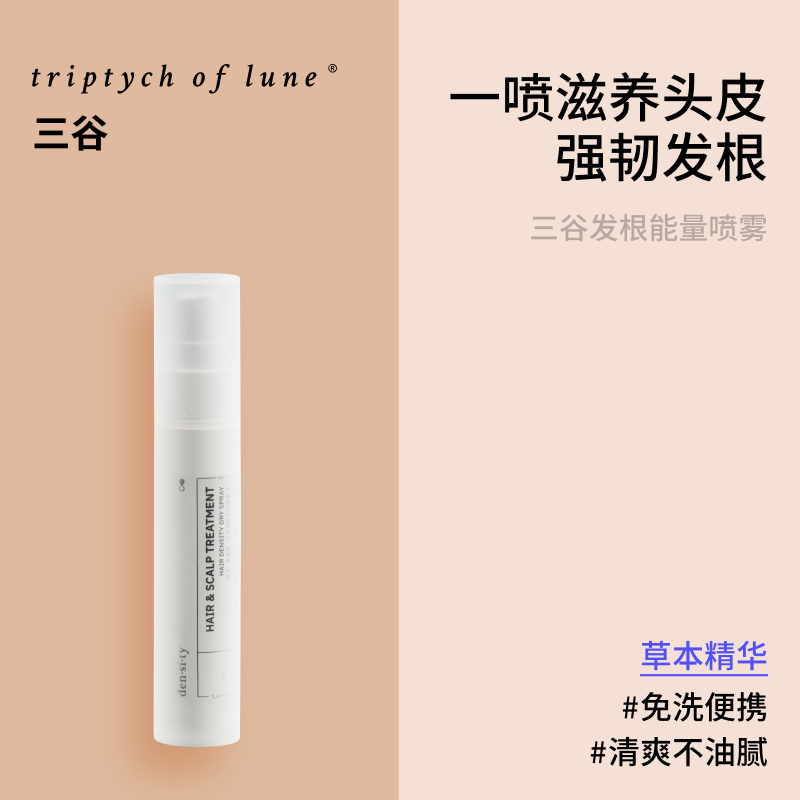 triptych of lune®
三谷
一喷滋养头皮
强韧发根
三谷发根能量喷雾
HAIR & SCALP TREATMENT
HAIR DENSITY DRY SPRAY
den·si·ty
草本精华
#免洗便携
#清爽不油腻